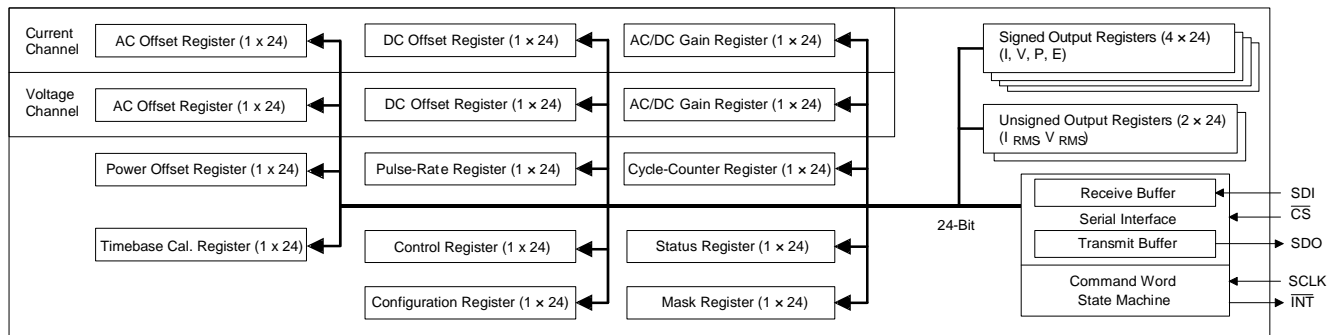 Current
Channel
AC Offset Register (1 x 24)
DC Offset Register (1 × 24)
AC/DC Gain Register (1 × 24)
Signed Output Registers (4 × 24)
(I, V, P, E)
Voltage
Channel
AC Offset Register (1 × 24)
DC Offset Register (1 × 24)
AC/DC Gain Register (1 × 24)
Unsigned Output Registers (2 × 24)
(I RMS, V RMS)
Power Offset Register (1 × 24)
Pulse-Rate Register (1 × 24)
Cycle-Counter Register (1 × 24)
Receive Buffer
SDI
Serial Interface
CS
24-Bit
Timebase Cal. Register (1 × 24)
Control Register (1 × 24)
Status Register (1 × 24)
Transmit Buffer
SDO
Command Word
State Machine
SCLK
INT
Configuration Register (1 × 24)
Mask Register (1 × 24)